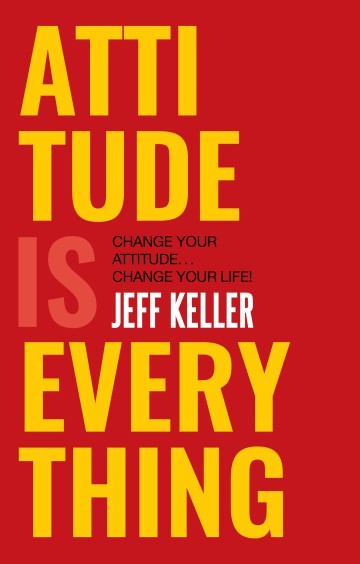 ATTI
TUDE
IS
CHANGE YOUR
ATTITUDE...
CHANGE YOUR LIFE!
JEFF KELLER
EVERY
THING